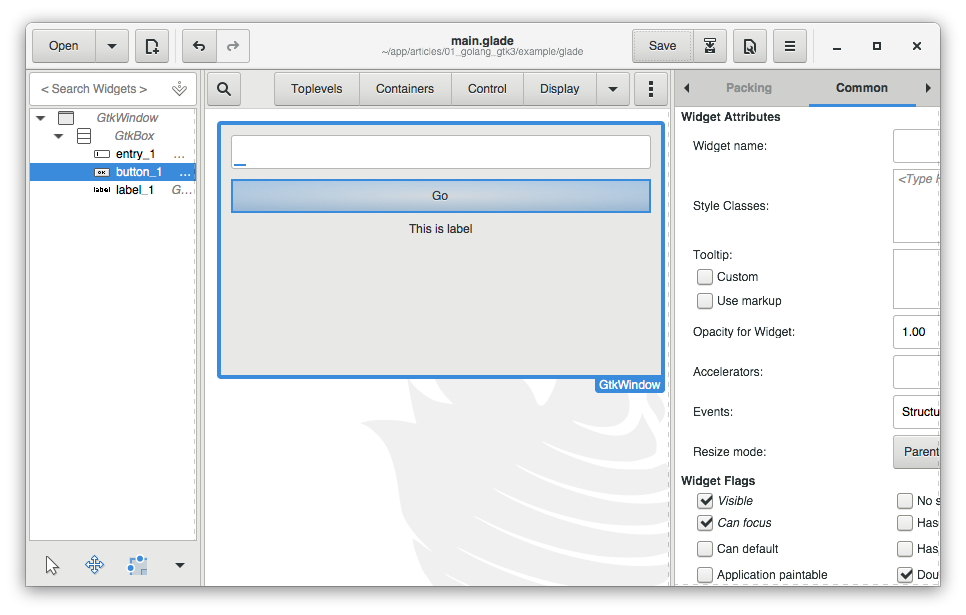 Open
main.glade
~/app/articles/01_golang_gtk3/example/glade
Save
< Search Widgets >
Toplevels
Containers
Control
Display
Packing
Common
GtkWindow
GtkBox
entry_1 ...
OK button_1 ...
label label_1 G...
Go
This is label
GtkWindow
Widget Attributes
Widget name:
<Type
Style Classes:
Tooltip:
Custom
Use markup
Opacity for Widget: 1.00
Accelerators:
Events: Structu
Resize mode: Parent
Widget Flags
Visible No s
Can focus Has
Can default Has
Application paintable Dou